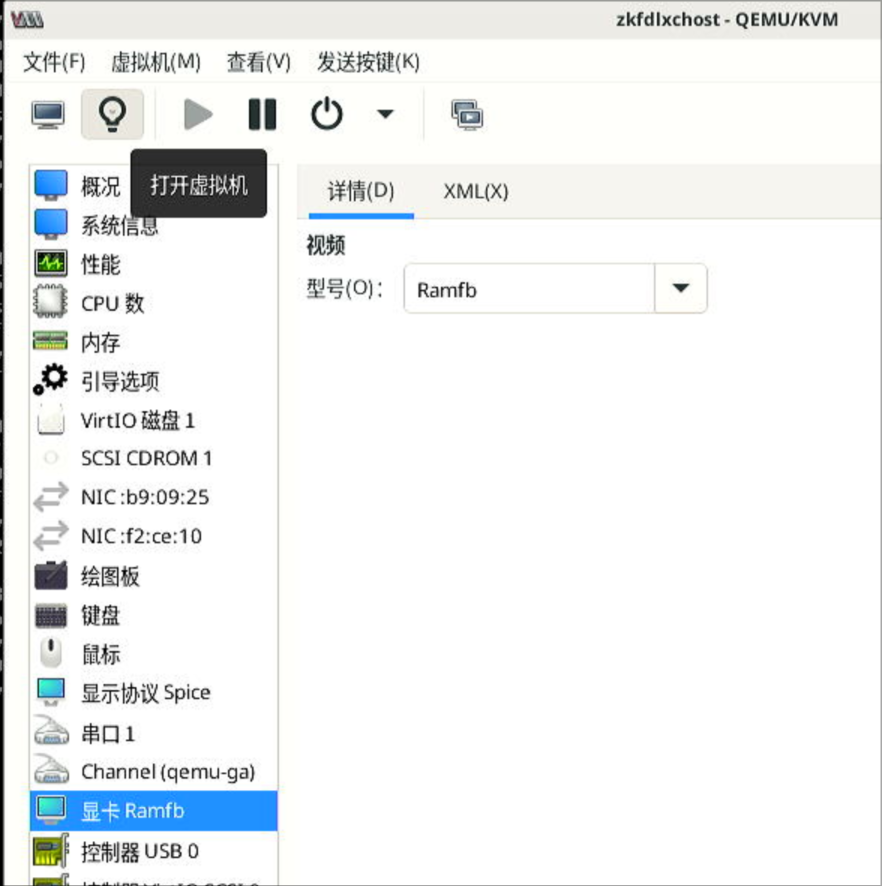 zkfdlxchost - QEMU/KVM
文件(F) 虚拟机(M) 查看(V) 发送按键(K)
打开虚拟机
概况
系统信息
性能
CPU 数
内存
引导选项
VirtIO 磁盘 1
SCSI CDROM 1
NIC :b9:09:25
NIC :f2:ce:10
绘图板
键盘
鼠标
显示协议 Spice
串口 1
Channel (qemu-ga)
显卡 Ramfb
控制器 USB 0
详情(D) XML(X)
视频
型号(O): Ramfb